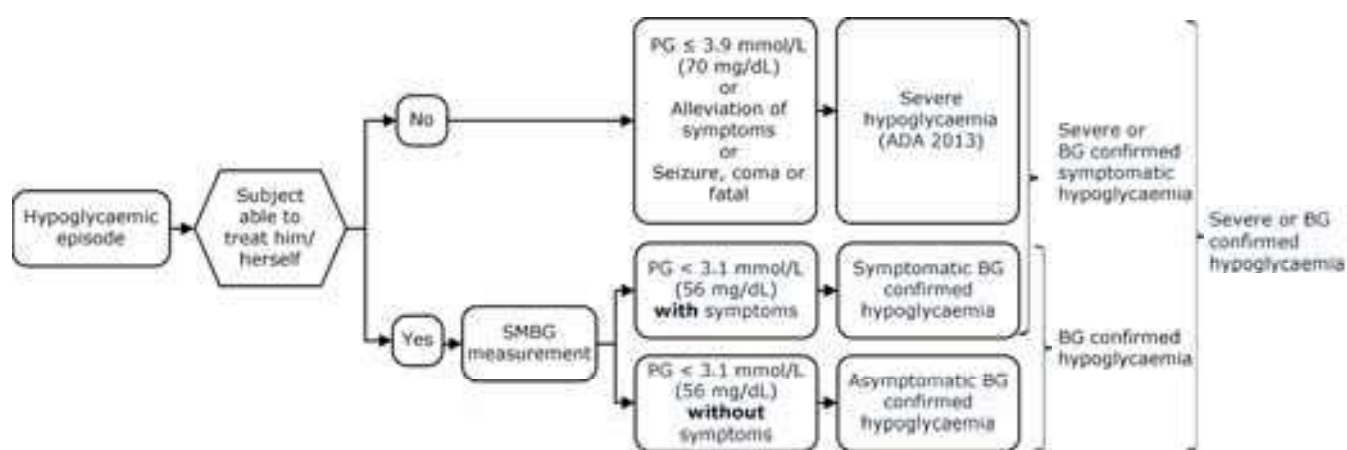 Hypoglycaemic
episode
Subject
able to
treat him/
herself
No
PG ≤ 3.9 mmol/L
(70 mg/dL)
or
Alleviation of
symptoms
or
Seizure, coma or
fatal
Severe
hypoglycaemia
(ADA 2013)
Yes
SMBG
measurement
PG < 3.1 mmol/L
(56 mg/dL)
with symptoms
Symptomatic BG
confirmed
hypoglycaemia
PG < 3.1 mmol/L
(56 mg/dL)
without
symptoms
Asymptomatic BG
confirmed
hypoglycaemia
Severe or
BG confirmed
symptomatic
hypoglycaemia
BG confirmed
hypoglycaemia
Severe or BG
confirmed
hypoglycaemia